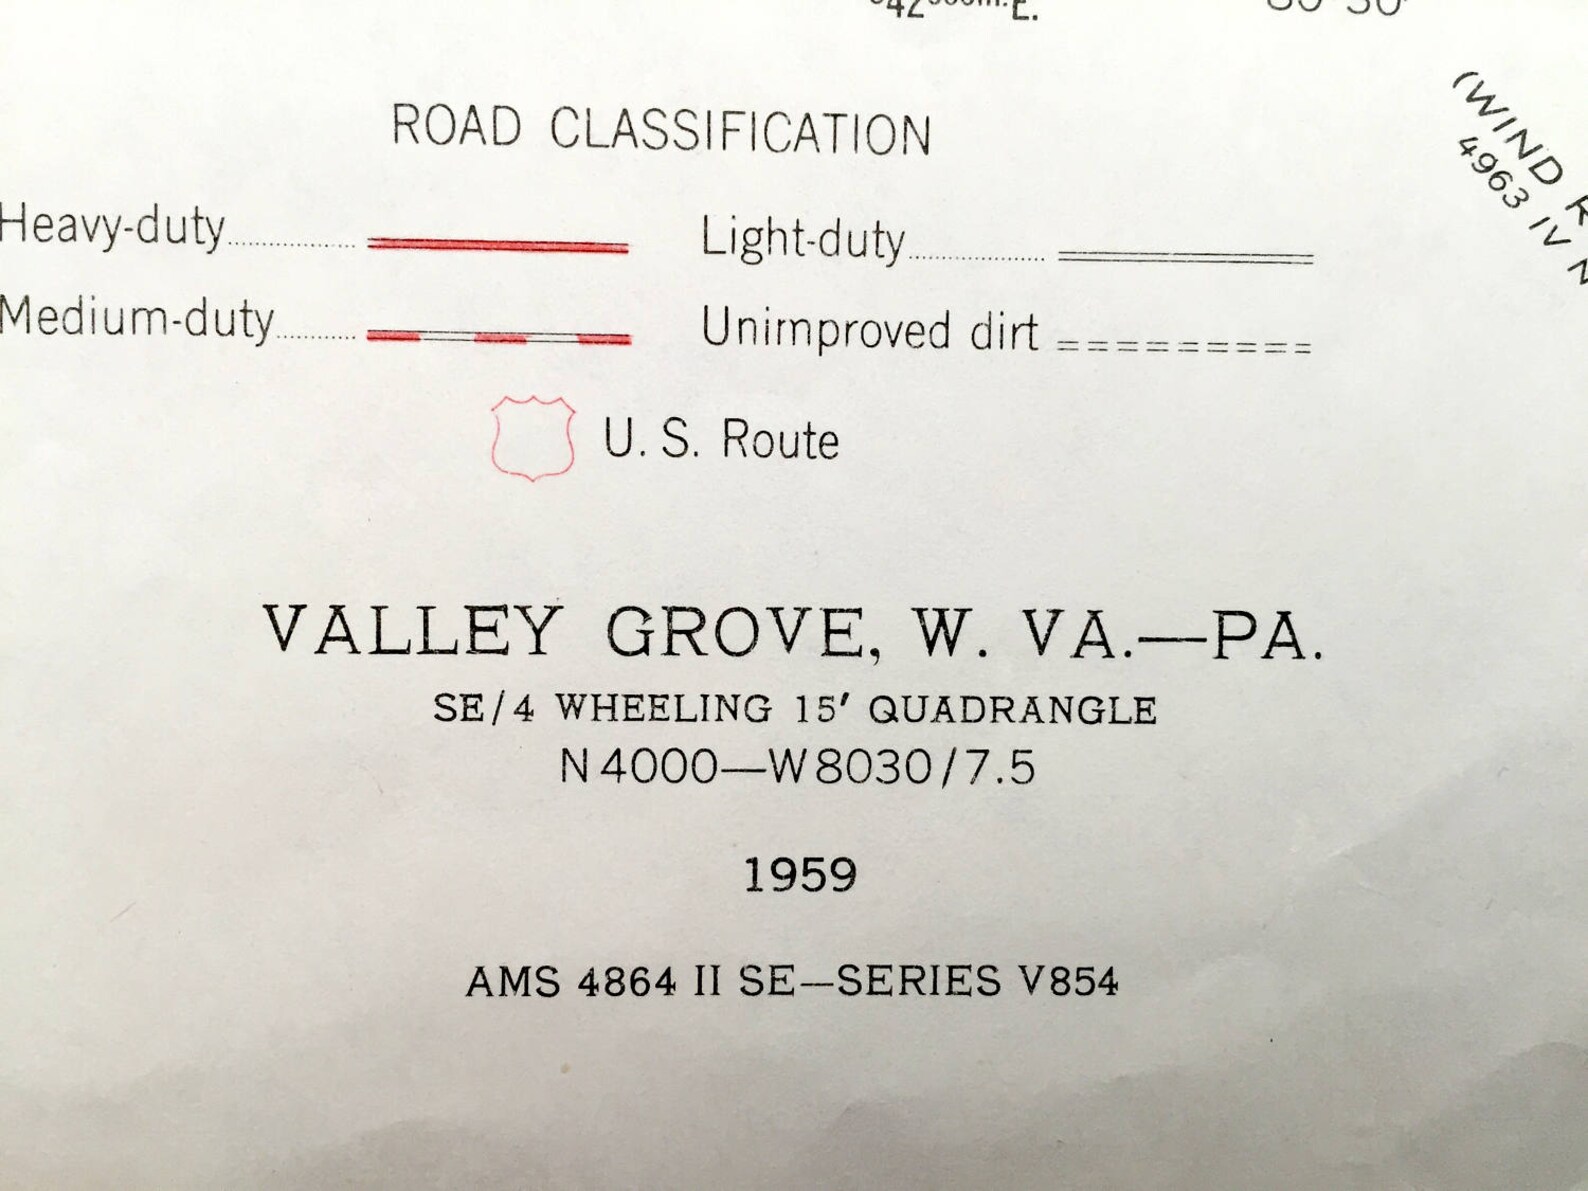 ROAD CLASSIFICATION
Heavy-duty
Light-duty
Medium-duty
Unimproved dirt
U. S. Route
VALLEY GROVE, W. VA.—PA.
SE/4 WHEELING 15' QUADRANGLE
N4000—W8030/7.5
1959
AMS 4864 II SE—SERIES V854
(WIND
4963 IV